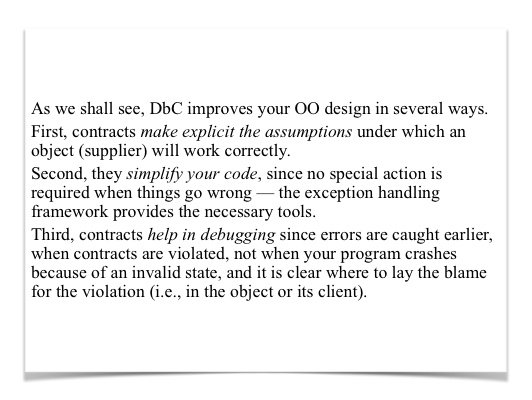 As we shall see, DbC improves your OO design in several ways.
First, contracts make explicit the assumptions under which an
object (supplier) will work correctly.
Second, they simplify your code, since no special action is
required when things go wrong — the exception handling
framework provides the necessary tools.
Third, contracts help in debugging since errors are caught earlier,
when contracts are violated, not when your program crashes
because of an invalid state, and it is clear where to lay the blame
for the violation (i.e., in the object or its client).